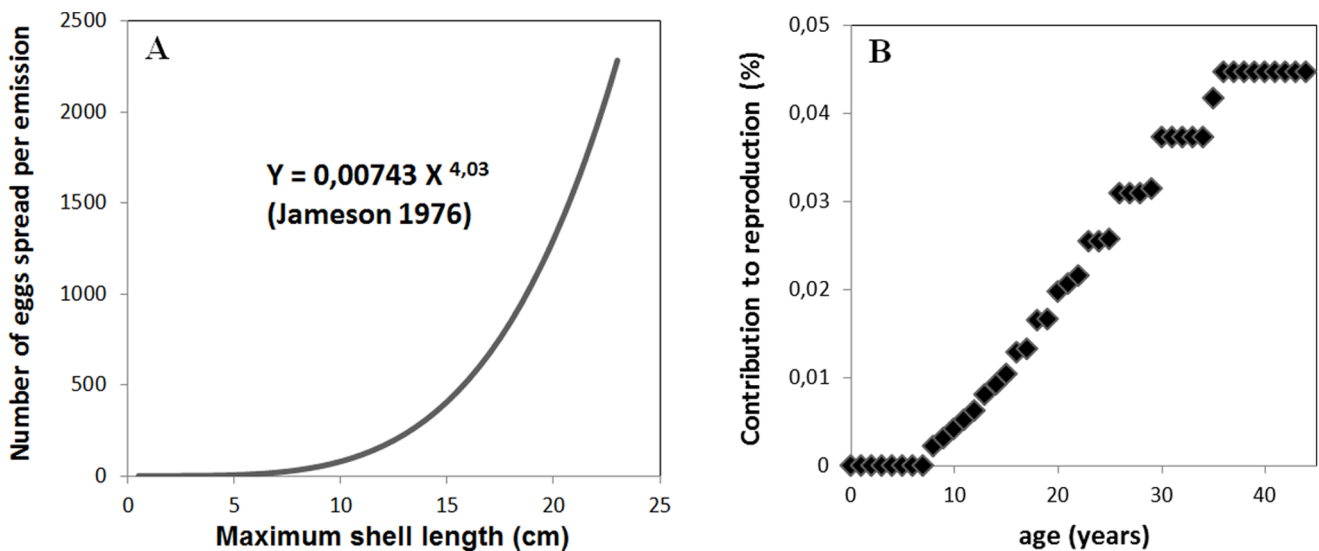 A
Number of eggs spread per emission
2500
2000
1500
1000
500
0
Y = 0,00743 X 4,03
(Jameson 1976)
0 5 10 15 20 25
Maximum shell length (cm)
B
Contribution to reproduction (%)
0,05
0,04
0,03
0,02
0,01
0
0 10 20 30 40
age (years)